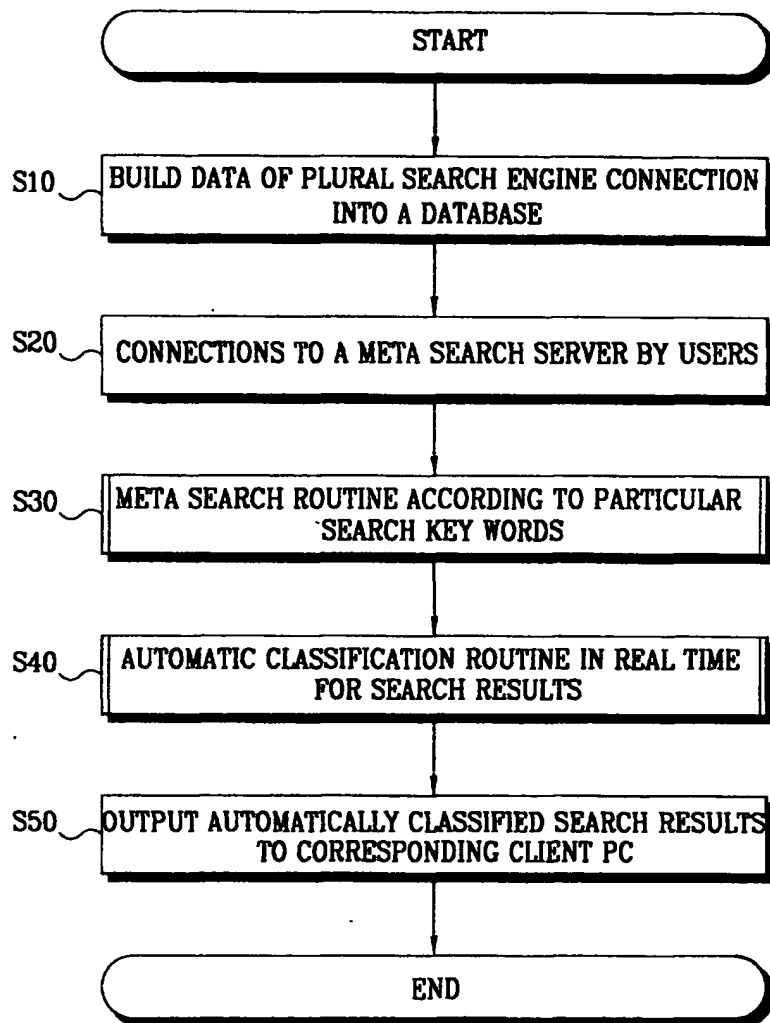 START
S10
BUILD DATA OF PLURAL SEARCH ENGINE CONNECTION
INTO A DATABASE
S20
CONNECTIONS TO A META SEARCH SERVER BY USERS
S30
META SEARCH ROUTINE ACCORDING TO PARTICULAR
SEARCH KEY WORDS
S40
AUTOMATIC CLASSIFICATION ROUTINE IN REAL TIME
FOR SEARCH RESULTS
S50
OUTPUT AUTOMATICALLY CLASSIFIED SEARCH RESULTS
TO CORRESPONDING CLIENT PC
END